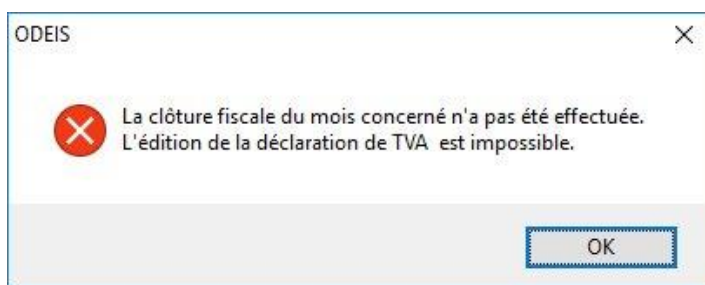 ODEIS
La clôture fiscale du mois concerné n'a pas été effectuée.
L'édition de la déclaration de TVA  est impossible.
OK